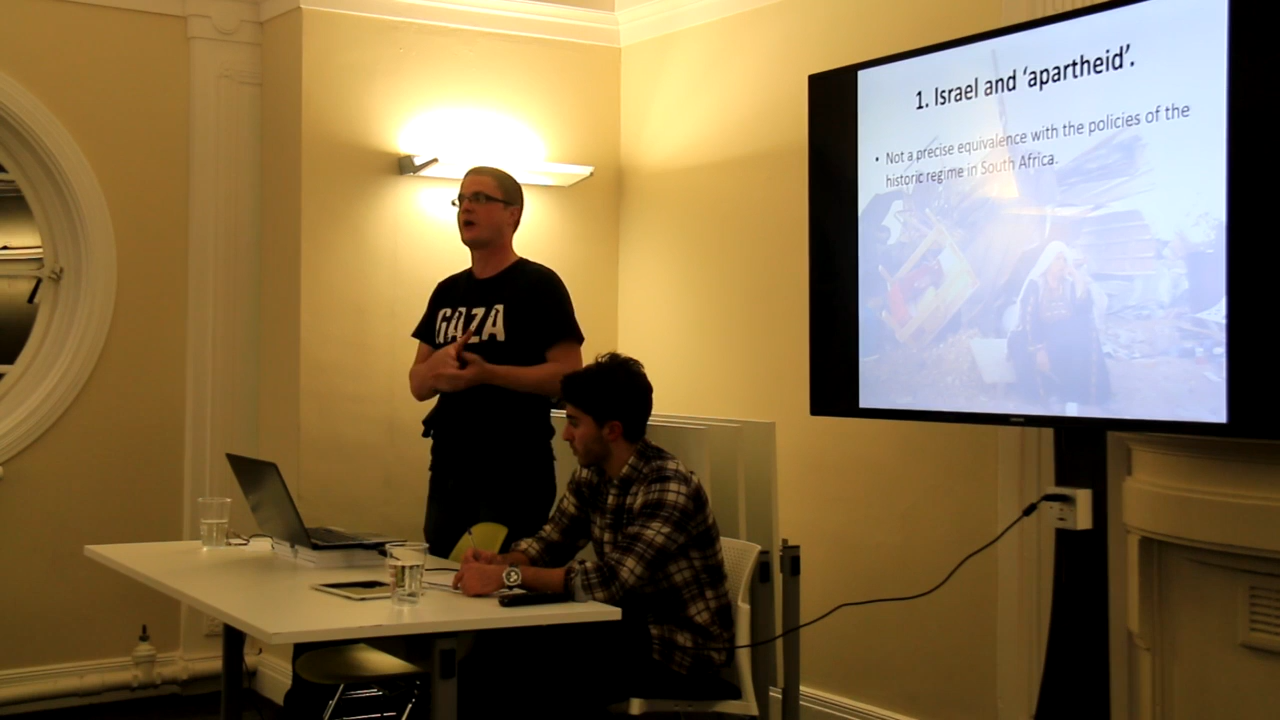 1. Israel and ‘apartheid’.
• Not a precise equivalence with the policies of the
historic regime in South Africa.
GAZA